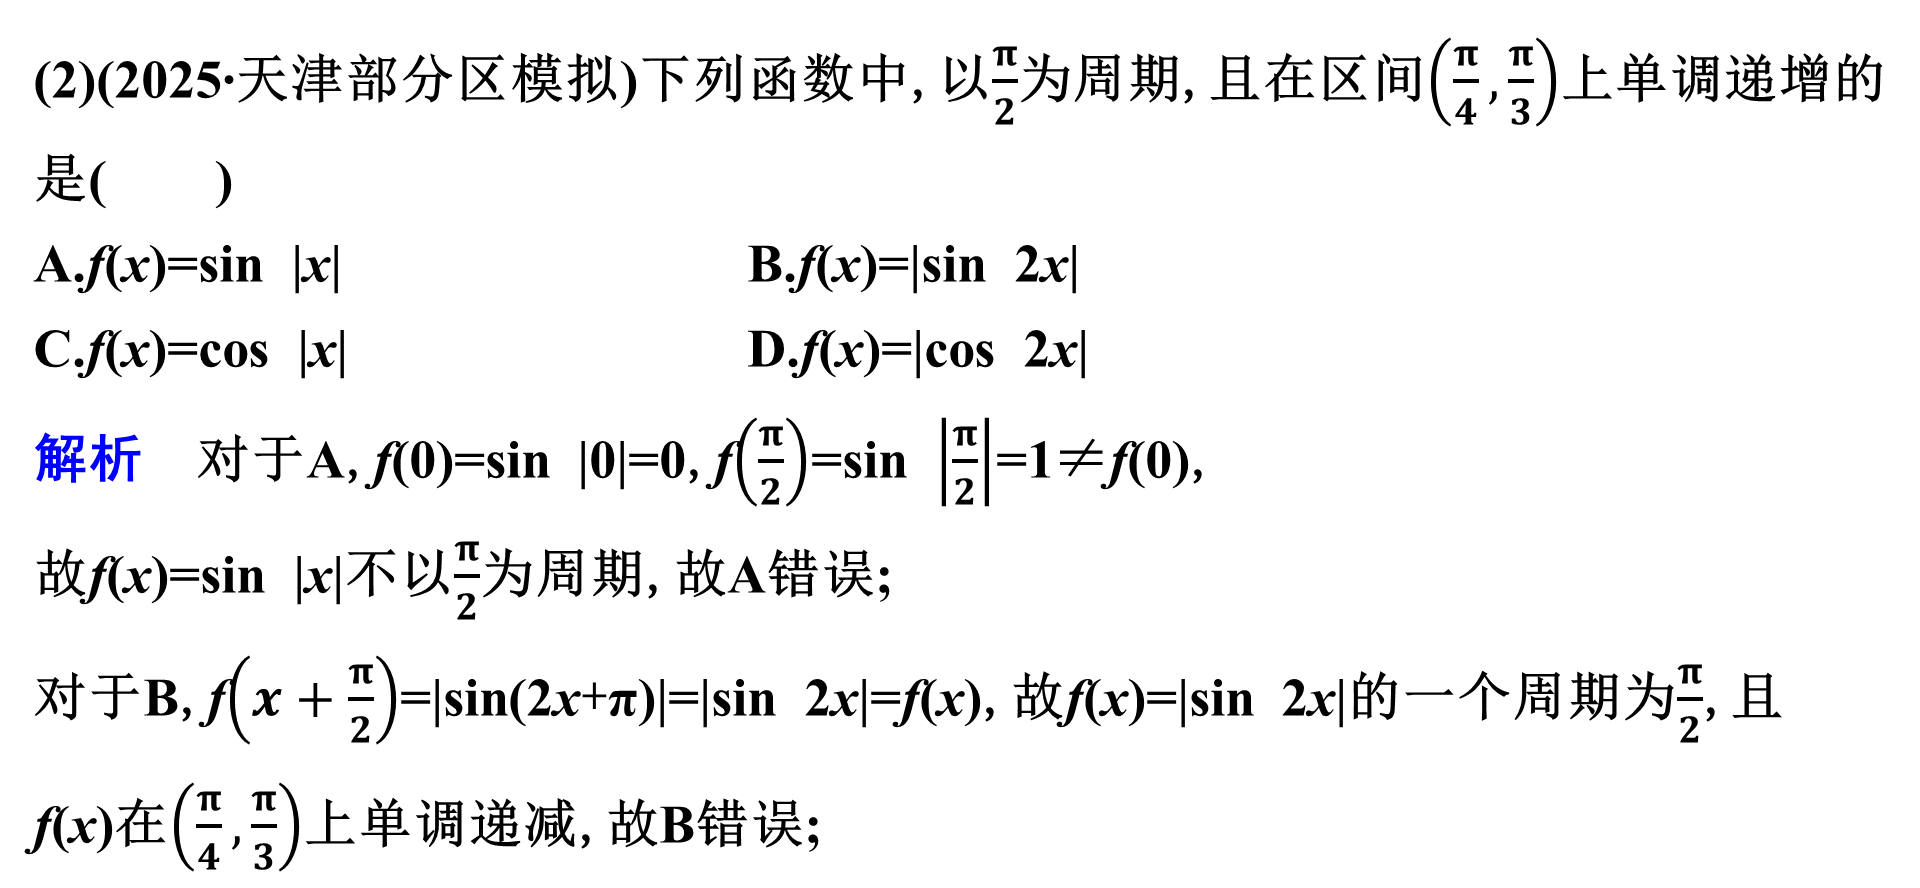 (2)(2025·天津部分区模拟)下列函数中,以π/2为周期,且在区间(π/4,π/3)上单调递增的
是(  )
A.f(x)=sin |x| B.f(x)=|sin 2x|
C.f(x)=cos |x| D.f(x)=|cos 2x|
解析 对于A,f(0)=sin |0|=0,f(π/2)=sin |π/2|=1≠f(0),
故f(x)=sin |x|不以π/2为周期,故A错误;
对于B,f(x+π/2)=|sin(2x+π)|=|sin 2x|=f(x),故f(x)=|sin 2x|的一个周期为π/2,且
f(x)在(π/4,π/3)上单调递减,故B错误;